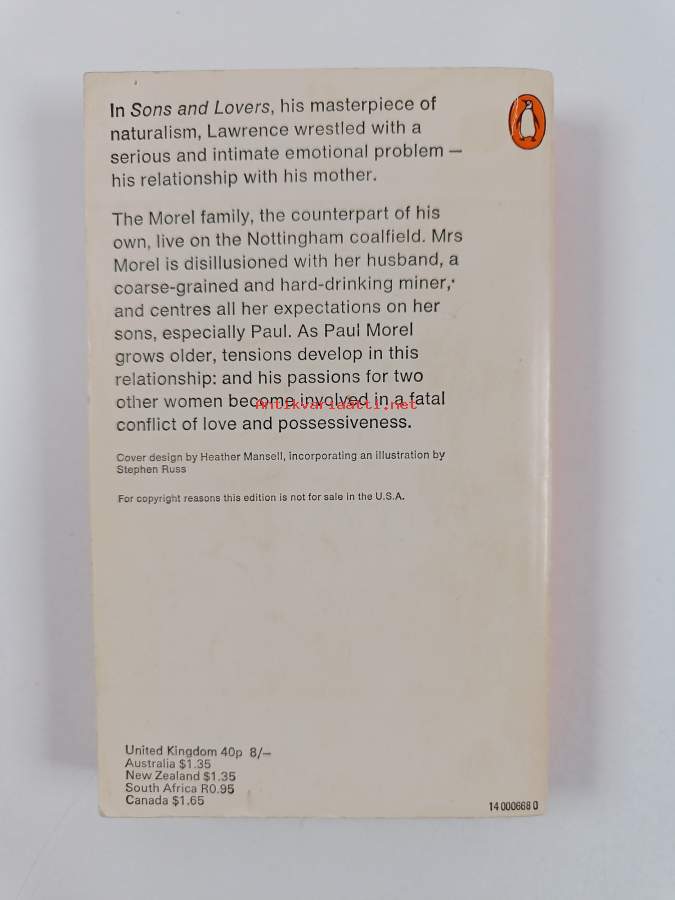 In Sons and Lovers, his masterpiece of
naturalism, Lawrence wrestled with a
serious and intimate emotional problem —
his relationship with his mother.
The Morel family, the counterpart of his
own, live on the Nottingham coalfield. Mrs
Morel is disillusioned with her husband, a
coarse-grained and hard-drinking miner,
and centres all her expectations on her
sons, especially Paul. As Paul Morel
grows older, tensions develop in this
relationship: and his passions for two
other women become involved in a fatal
Antikvariaatti.net
conflict of love and possessiveness.
Cover design by Heather Mansell, incorporating an illustration by
Stephen Russ
For copyright reasons this edition is not for sale in the U.S.A.
United Kingdom 40p 8/–
Australia $1.35
New Zealand $1.35
South Africa R0.95
Canada $1.65
14 000668 0